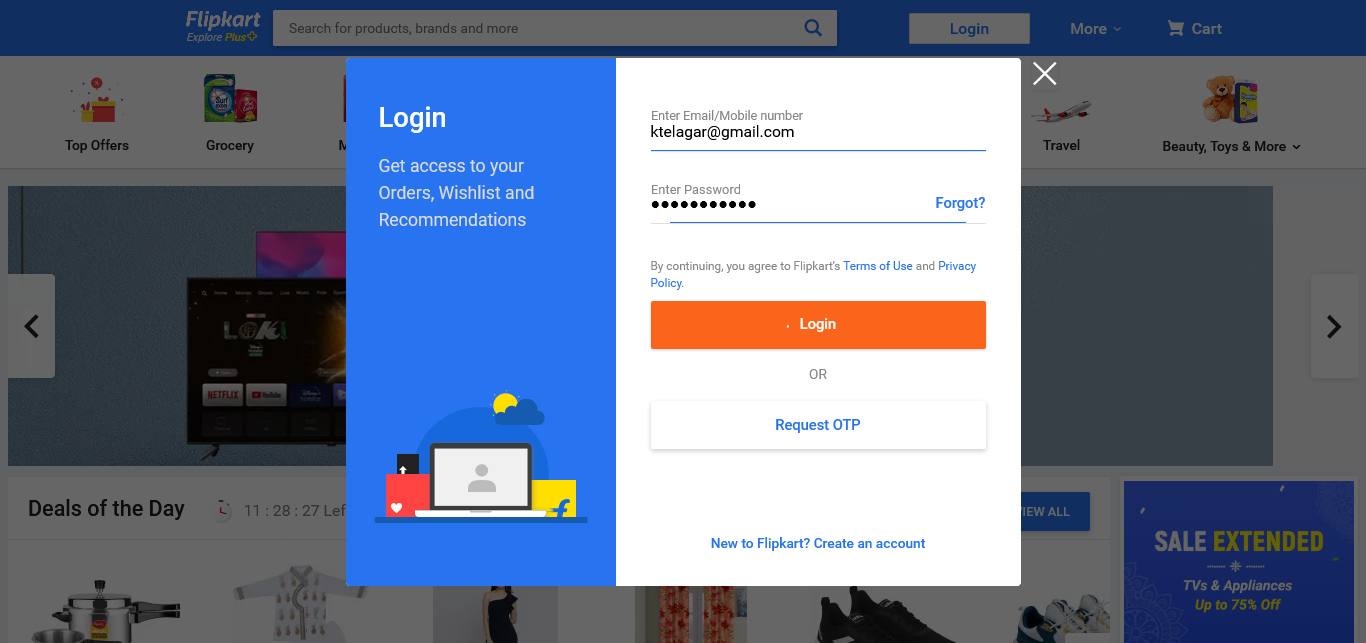 Flipkart
Explore Plus
Search for products, brands and more
Login
More
Cart
Top Offers
Grocery
M
Travel
Beauty, Toys & More
Login
Get access to your
Orders, Wishlist and
Recommendations
Enter Email/Mobile number
ktelagar@gmail.com
Enter Password
Forgot?
By continuing, you agree to Flipkart's Terms of Use and Privacy
Policy.
Login
OR
Request OTP
New to Flipkart? Create an account
LOKI
NETFLIX
YouTube
Deals of the Day
11 : 28 : 27 Lef
VIEW ALL
SALE EXTENDED
TVs & Appliances
Up to 75% Off